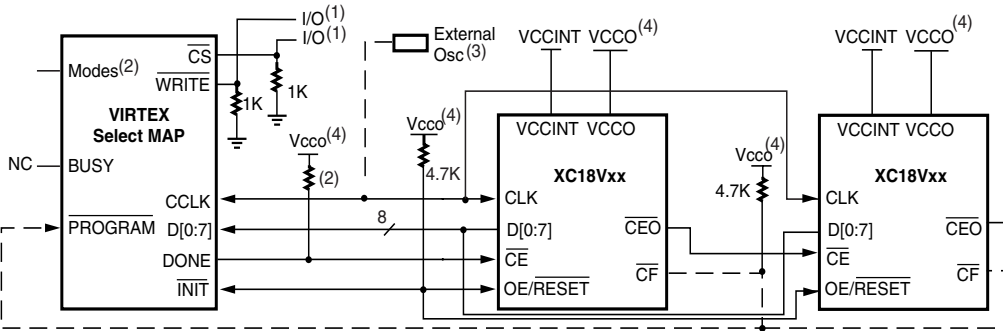 I/O(1)
I/O(1)
External
Osc(3)
VCCINT VCCO(4)
VCCINT VCCO(4)
Modes(2)
CS
WRITE
1K
1K
VIRTEX
Select MAP
Vcco(4)
Vcco(4)
VCCINT VCCO
VCCINT VCCO
NC
BUSY
(2)
4.7K
XC18Vxx
Vcco(4)
4.7K
XC18Vxx
CCLK
CLK
CLK
PROGRAM
D[0:7]
8
D[0:7]
CEO
D[0:7]
CEO
DONE
CE
CF
CE
CF
INIT
OE/RESET
OE/RESET